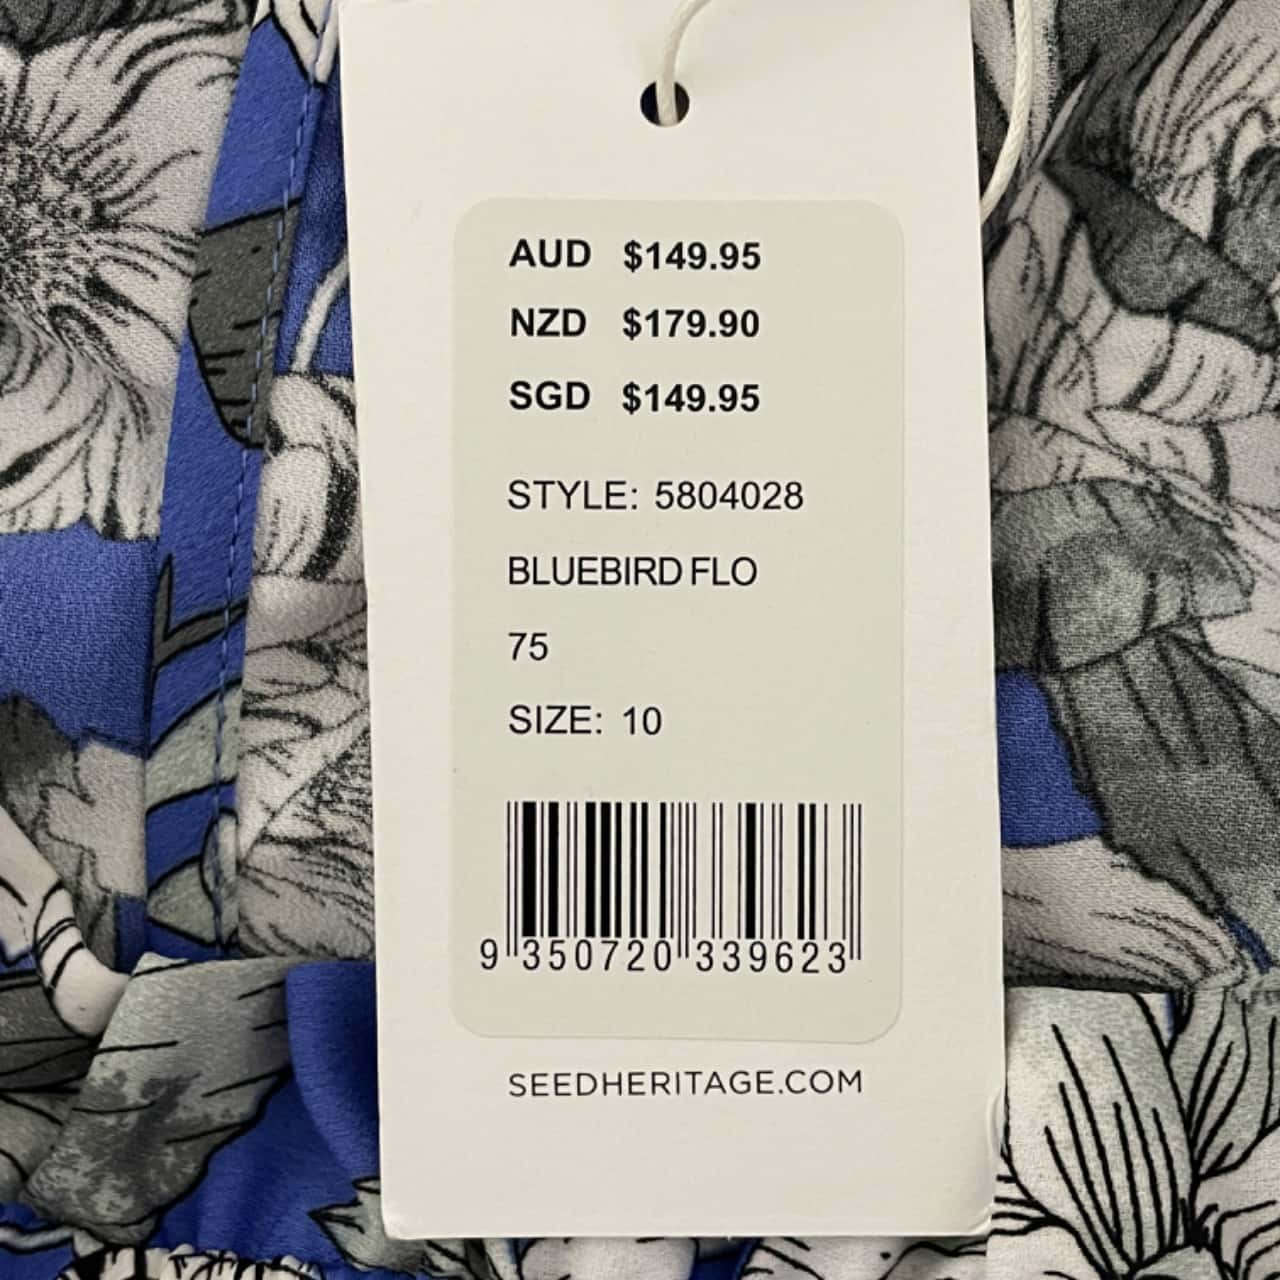 AUD $149.95
NZD $179.90
SGD $149.95
STYLE: 5804028
BLUEBIRD FLO
75
SIZE: 10
9 350720 339623
SEEDHERITAGE.COM